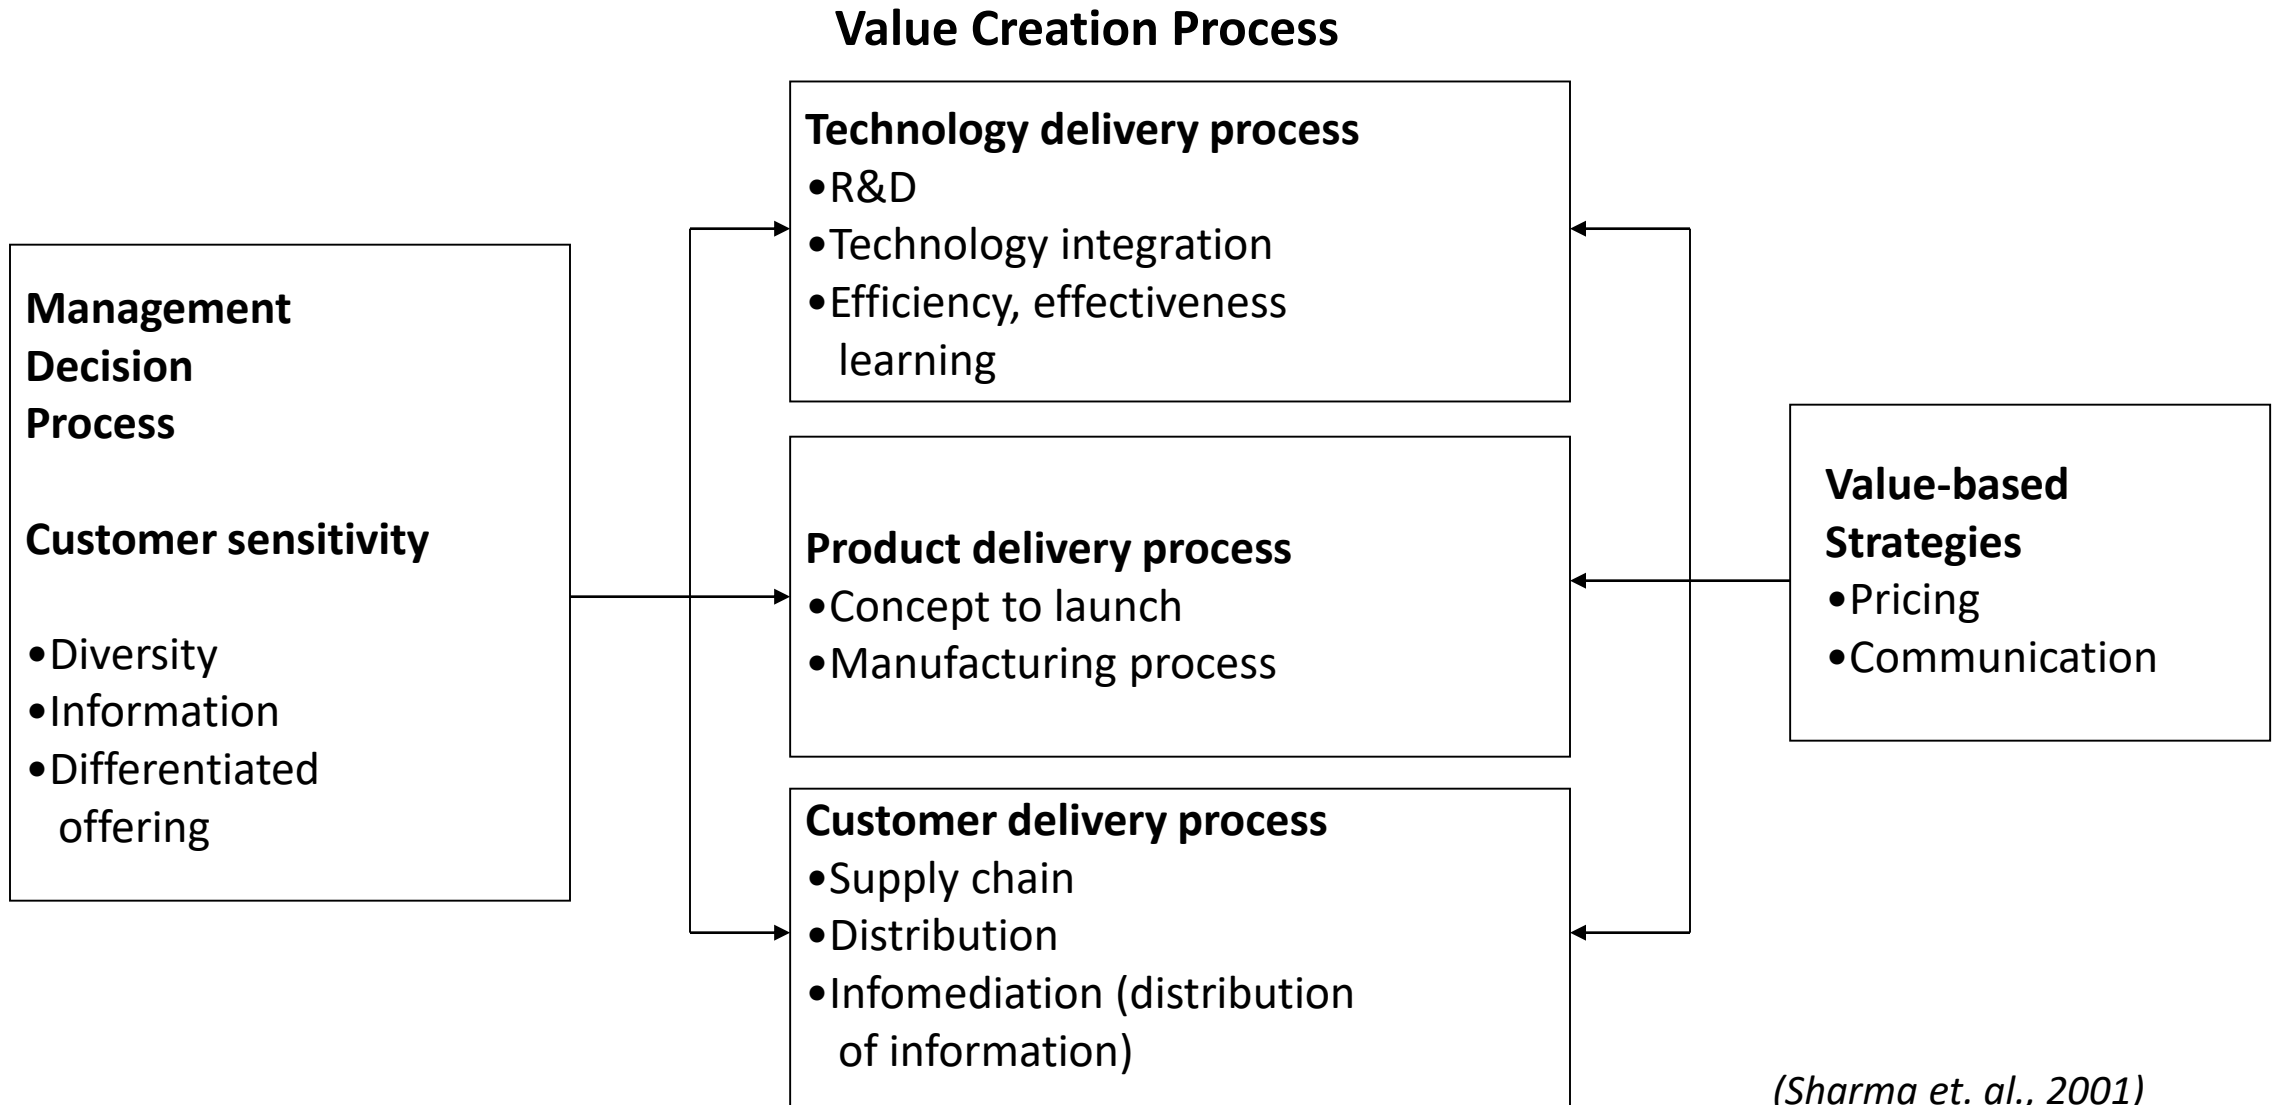 Value Creation Process
Management
Decision
Process
Customer sensitivity
•Diversity
•Information
•Differentiated
offering
Technology delivery process
•R&D
•Technology integration
•Efficiency, effectiveness
learning
Product delivery process
•Concept to launch
•Manufacturing process
Customer delivery process
•Supply chain
•Distribution
•Infomediation (distribution
of information)
Value-based
Strategies
•Pricing
•Communication
(Sharma et. al., 2001)